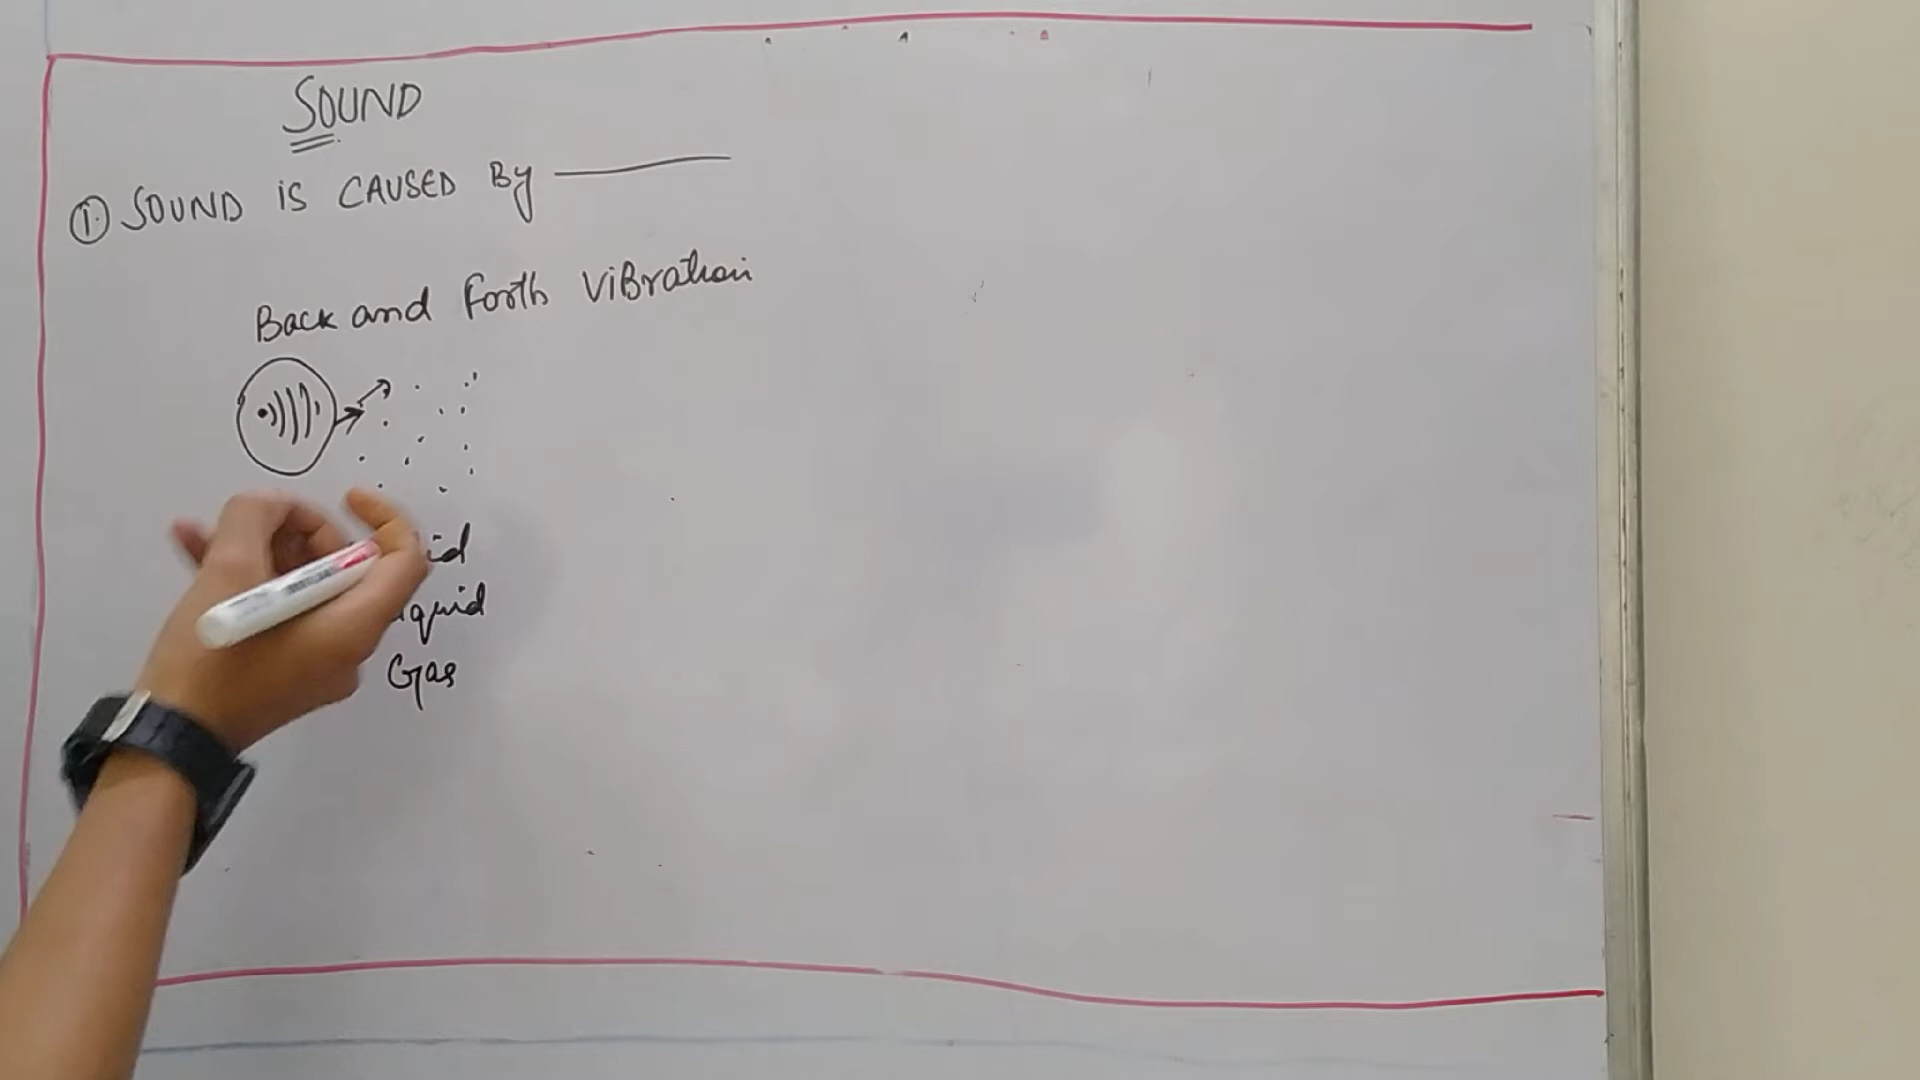 SOUND
① SOUND iS CAUSED By ———
Back and Forth ViBration
Gas